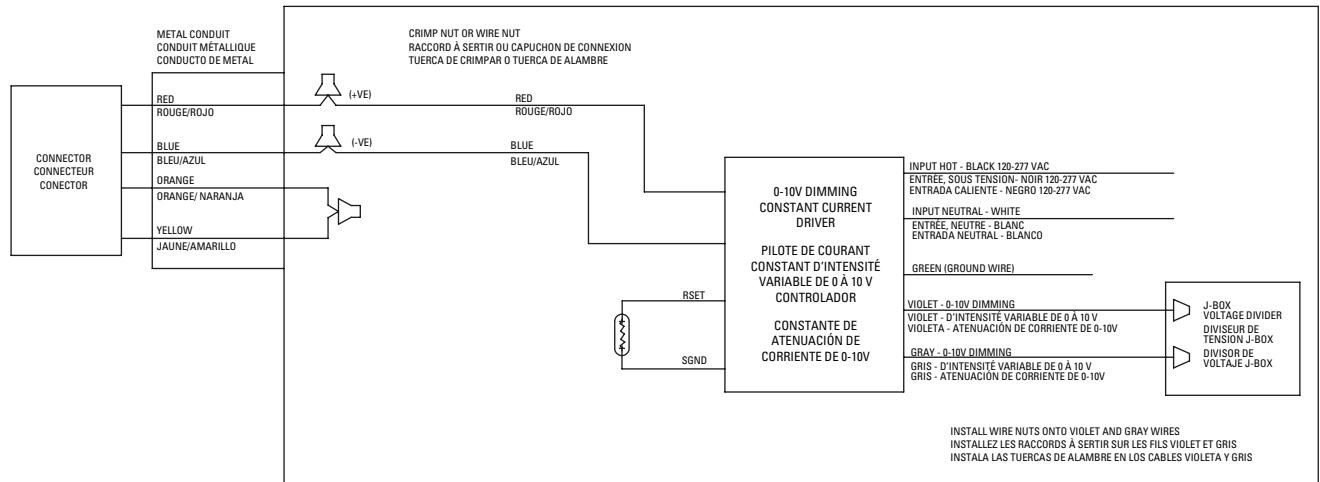 METAL CONDUIT
CONDUIT MÉTALLIQUE
CONDUCTO DE METAL
CRIMP NUT OR WIRE NUT
RACCORD À SERTIR OU CAPUCHON DE CONNEXION
TUERCA DE CRIMPAR O TUERCA DE ALAMBRE
CONNECTOR
CONNECTEUR
CONECTOR
RED
ROUGE/ROJO
(+VE)
RED
ROUGE/ROJO
BLUE
BLEU/AZUL
(-VE)
BLUE
BLEU/AZUL
ORANGE
ORANGE/ NARANJA
YELLOW
JAUNE/AMARILLO
0-10V DIMMING
CONSTANT CURRENT
DRIVER
PILOTE DE COURANT
CONSTANT D'INTENSITÉ
VARIABLE DE 0 À 10 V
CONTROLADOR
CONSTANTE DE
ATENUACIÓN DE
CORRIENTE DE 0-10V
RSET
SGND
INPUT HOT - BLACK 120-277 VAC
ENTRÉE, SOUS TENSION- NOIR 120-277 VAC
ENTRADA CALIENTE - NEGRO 120-277 VAC
INPUT NEUTRAL - WHITE
ENTRÉE, NEUTRE - BLANC
ENTRADA NEUTRAL - BLANCO
GREEN (GROUND WIRE)
VIOLET - 0-10V DIMMING
VIOLET - D'INTENSITÉ VARIABLE DE 0 À 10 V
VIOLETA - ATENUACIÓN DE CORRIENTE DE 0-10V
GRAY - 0-10V DIMMING
GRIS - D'INTENSITÉ VARIABLE DE 0 À 10 V
GRIS - ATENUACIÓN DE CORRIENTE DE 0-10V
J-BOX
VOLTAGE DIVIDER
DIVISEUR DE
TENSION J-BOX
DIVISOR DE
VOLTAJE J-BOX
INSTALL WIRE NUTS ONTO VIOLET AND GRAY WIRES
INSTALLEZ LES RACCORDS À SERTIR SUR LES FILS VIOLET ET GRIS
INSTALA LAS TUERCAS DE ALAMBRE EN LOS CABLES VIOLETA Y GRIS